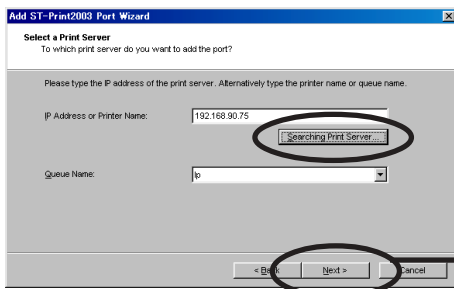 Add ST-Print2003 Port Wizard
Select a Print Server
To which print server do you want to add the port?
Please type the IP address of the print server. Alternatively type the printer name or queue name.
IP Address or Printer Name: 192.168.90.75
Searching Print Server...
Queue Name: lp
< Back Next > Cancel